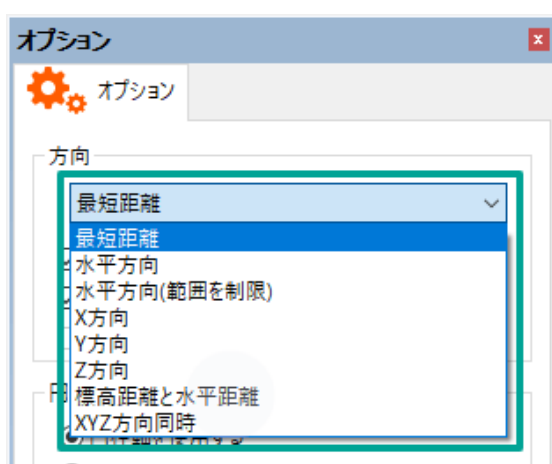 オプション
オプション
方向
最短距離
最短距離
水平方向
水平方向(範囲を制限)
X方向
Y方向
Z方向
標高距離と水平距離
XYZ方向同時